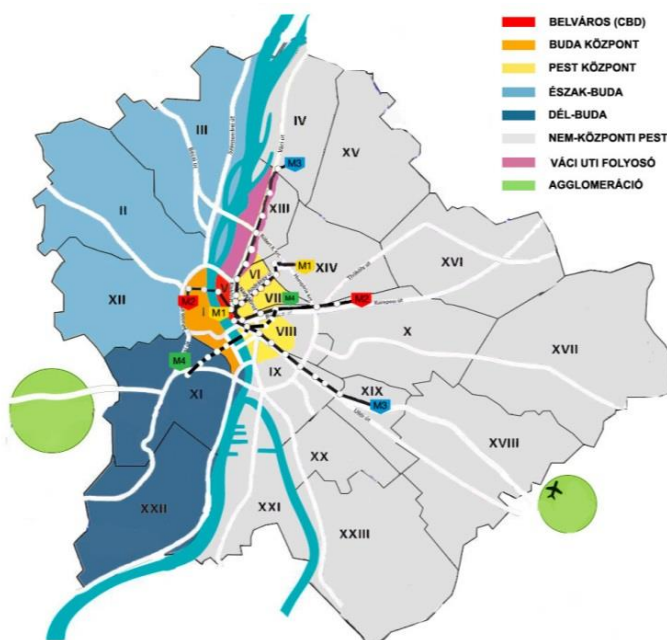 BELVÁROS (CBD)
BUDA KÖZPONT
PEST KÖZPONT
ÉSZAK-BUDA
DÉL-BUDA
NEM-KÖZPONTI PEST
VÁCI UTI FOLYOSÓ
AGGLOMERÁCIÓ
III
IV
XV
M3
II
XIII
VI
M1
XIV
XVI
XII
V
M2
M1
VII
M4
M2
I
VIII
X
XVII
M4
IX
XI
XIX
M3
XVIII
XX
XXII
XXI
XXIII